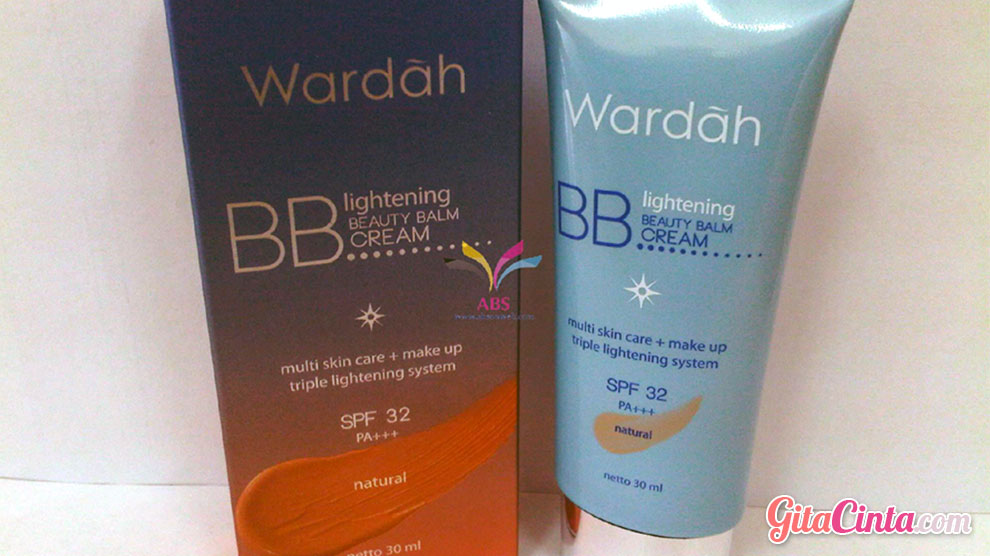 Wardãh
BB
lightening
BEAUTY BALM
CREAM
multi skin care + make up
triple lightening system
SPF 32
PA+++
natural
netto 30 ml
Wardãh
BB
lightening
BEAUTY BALM
CREAM
multi skin care + make up
triple lightening system
SPF 32
PA+++
natural
netto 30 ml
ABS
GitaCinta.com